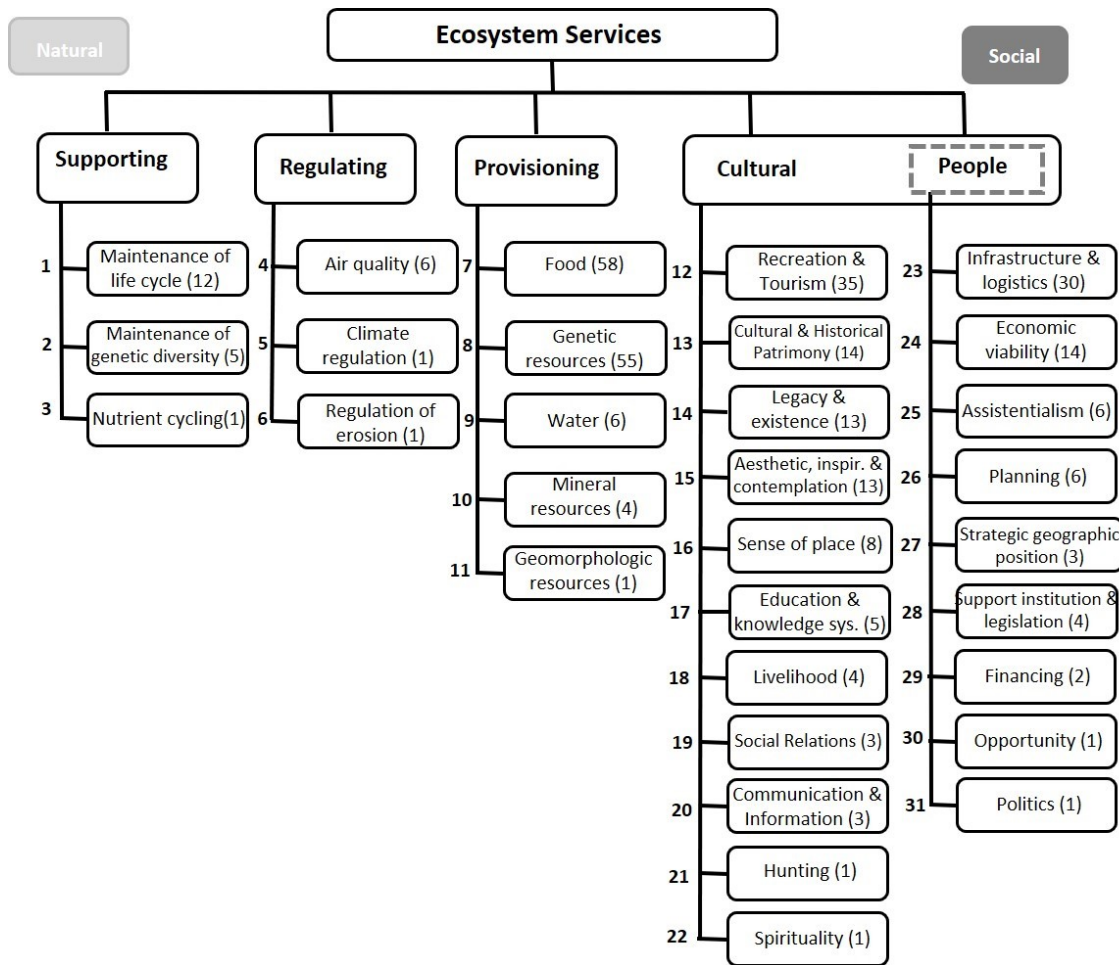 Ecosystem Services
Natural
Social
Supporting
Regulating
Provisioning
Cultural
People
1
Maintenance of
life cycle (12)
2
Maintenance of
genetic diversity (5)
3
Nutrient cycling(1)
4
Air quality (6)
5
Climate
regulation (1)
6
Regulation of
erosion (1)
7
Food (58)
8
Genetic
resources (55)
9
Water (6)
10
Mineral
resources (4)
11
Geomorphologic
resources (1)
12
Recreation &
Tourism (35)
13
Cultural & Historical
Patrimony (14)
14
Legacy &
existence (13)
15
Aesthetic, inspir. &
contemplation (13)
16
Sense of place (8)
17
Education &
knowledge sys. (5)
18
Livelihood (4)
19
Social Relations (3)
20
Communication &
Information (3)
21
Hunting (1)
22
Spirituality (1)
23
Infrastructure &
logistics (30)
24
Economic
viability (14)
25
Assistentialism (6)
26
Planning (6)
27
Strategic geographic
position (3)
28
Support institution &
legislation (4)
29
Financing (2)
30
Opportunity (1)
31
Politics (1)